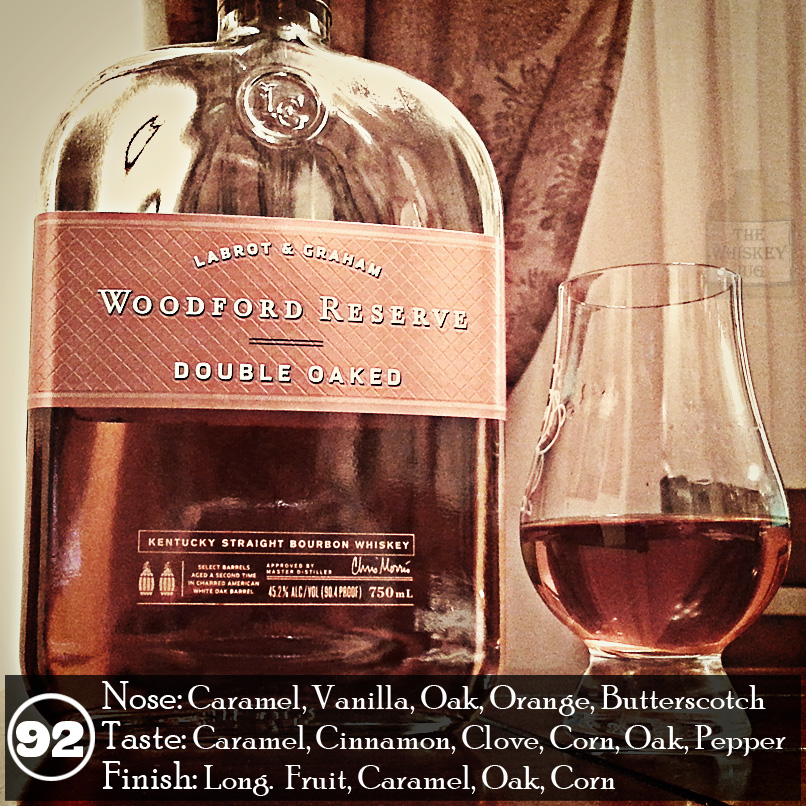 LG
LABROT & GRAHAM
WOODFORD RESERVE
DOUBLE OAKED
THE
WHISKEY
JUG
KENTUCKY STRAIGHT BOURBON WHISKEY
SELECT BARRELS
AGED A SECOND TIME
IN CHARRED AMERICAN
WHITE OAK BARREL
APPROVED BY
MASTER DISTILLER
Chris Morris
45.2% ALC/VOL (90.4 PROOF) 750 mL
92
Nose: Caramel, Vanilla, Oak, Orange, Butterscotch
Taste: Caramel, Cinnamon, Clove, Corn, Oak, Pepper
Finish: Long. Fruit, Caramel, Oak, Corn